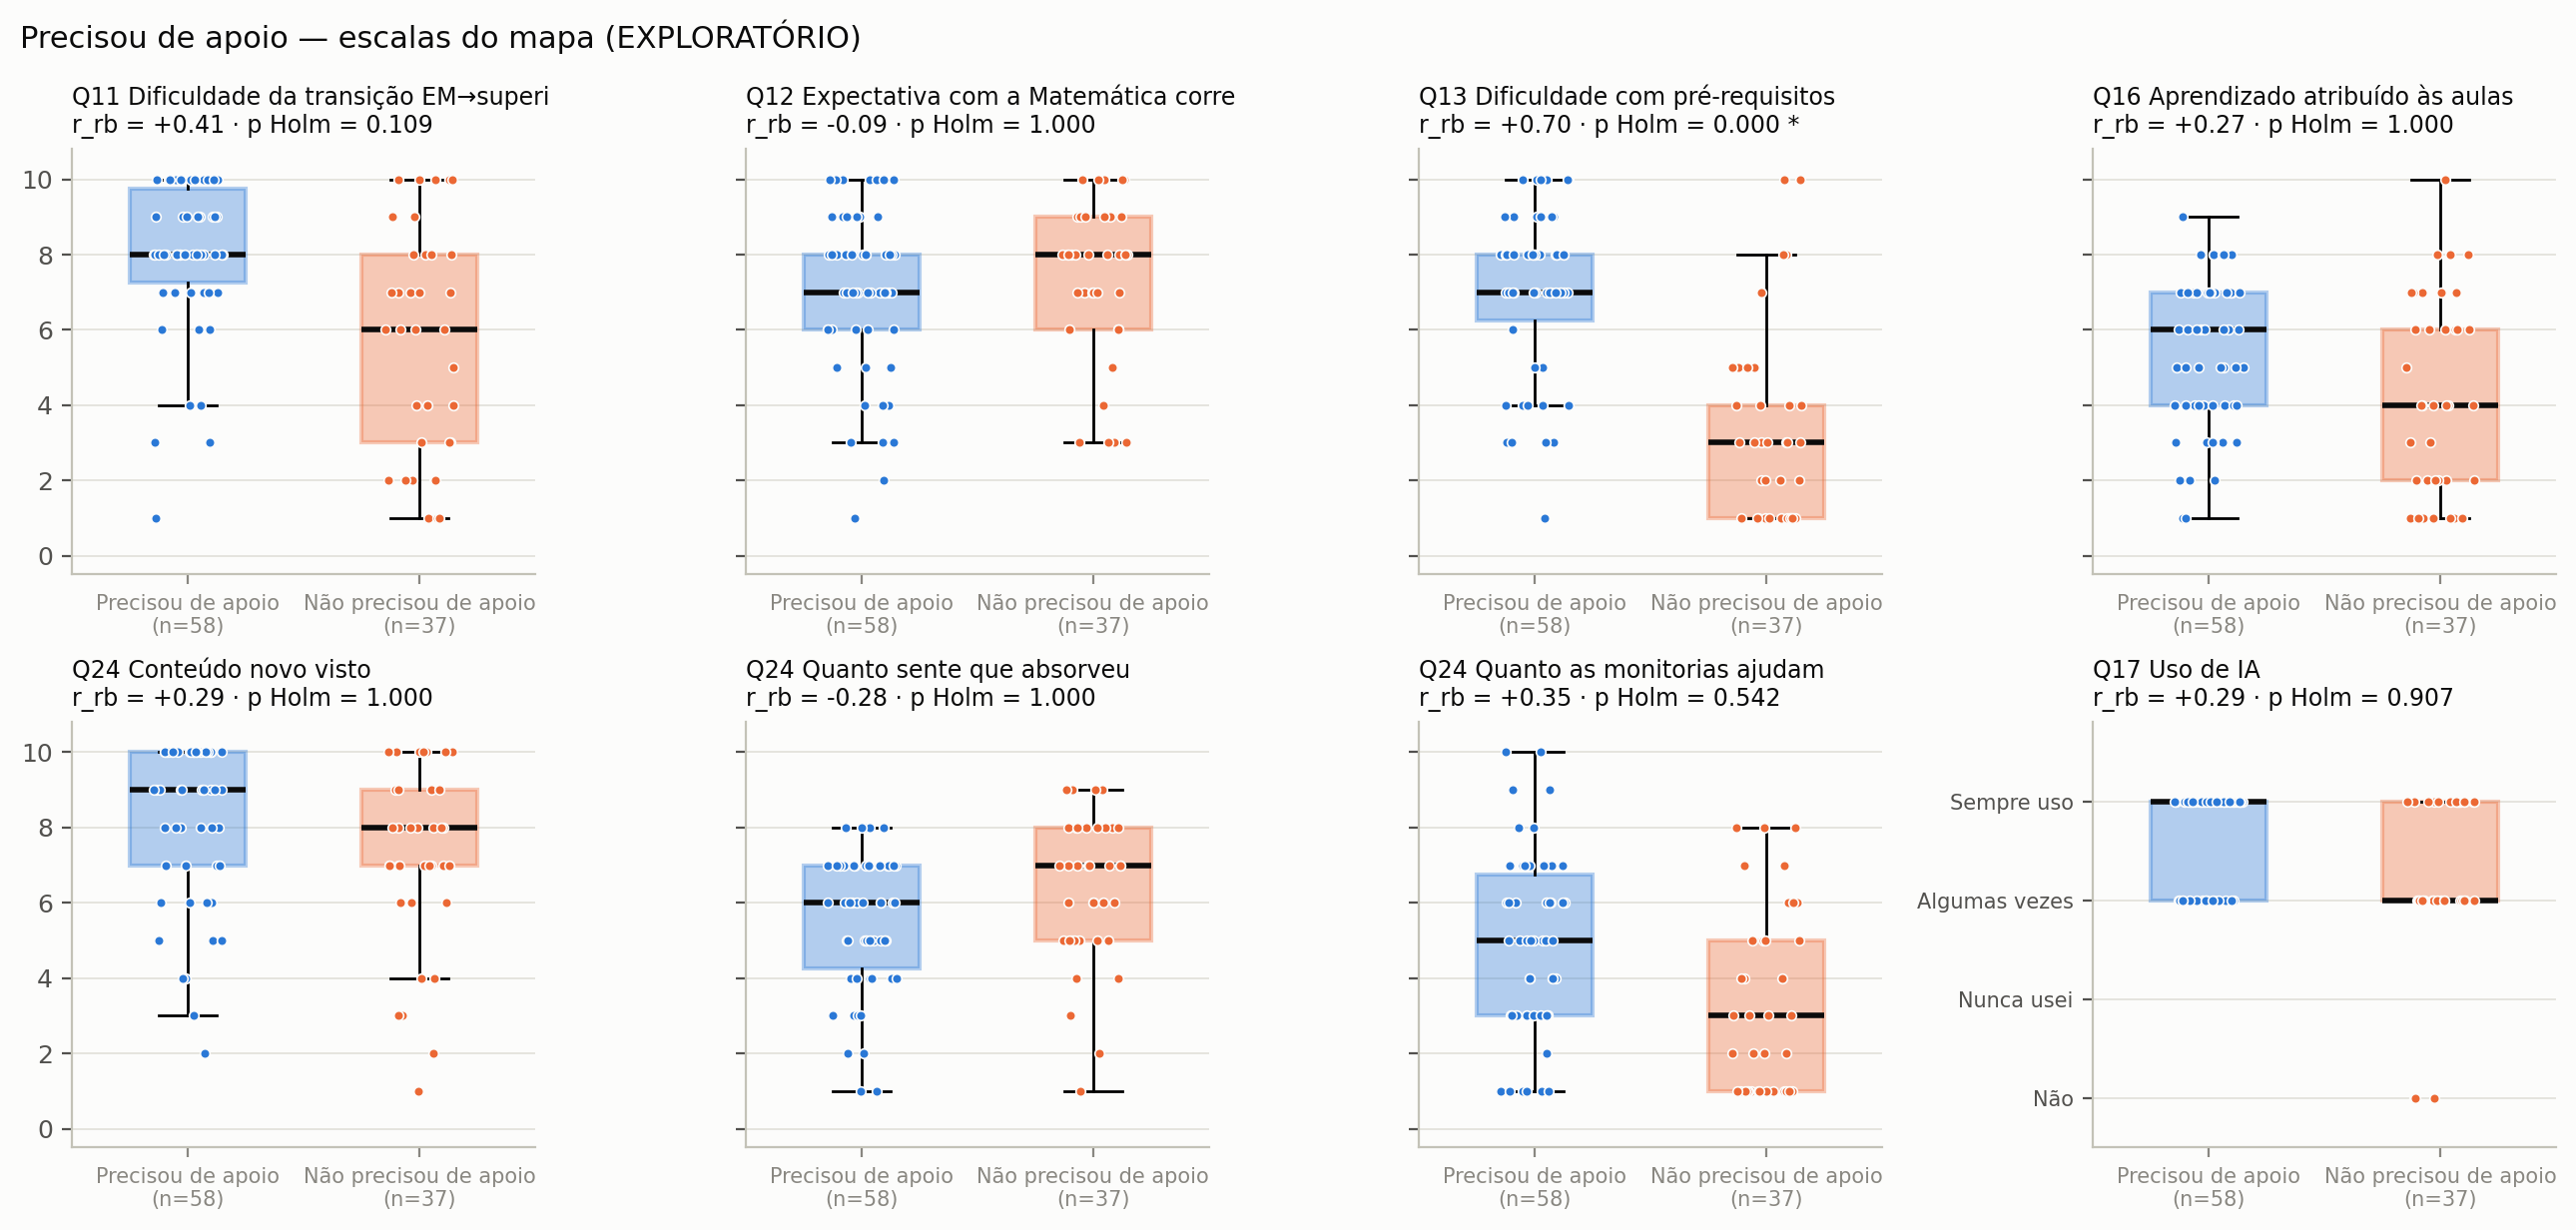 Precisou de apoio — escalas do mapa (EXPLORATÓRIO)
Q11 Dificuldade da transição EM→superi
r_rb = +0.41 · p Holm = 0.109
Q12 Expectativa com a Matemática corre
r_rb = -0.09 · p Holm = 1.000
Q13 Dificuldade com pré-requisitos
r_rb = +0.70 · p Holm = 0.000 *
Q16 Aprendizado atribuído às aulas
r_rb = +0.27 · p Holm = 1.000
10
8
6
4
2
0
Precisou de apoio
(n=58)
Não precisou de apoio
(n=37)
Precisou de apoio
(n=58)
Não precisou de apoio
(n=37)
Precisou de apoio
(n=58)
Não precisou de apoio
(n=37)
Precisou de apoio
(n=58)
Não precisou de apoio
(n=37)
Q24 Conteúdo novo visto
r_rb = +0.29 · p Holm = 1.000
Q24 Quanto sente que absorveu
r_rb = -0.28 · p Holm = 1.000
Q24 Quanto as monitorias ajudam
r_rb = +0.35 · p Holm = 0.542
Q17 Uso de IA
r_rb = +0.29 · p Holm = 0.907
10
8
6
4
2
0
Sempre uso
Algumas vezes
Nunca usei
Não
Precisou de apoio
(n=58)
Não precisou de apoio
(n=37)
Precisou de apoio
(n=58)
Não precisou de apoio
(n=37)
Precisou de apoio
(n=58)
Não precisou de apoio
(n=37)
Precisou de apoio
(n=58)
Não precisou de apoio
(n=37)